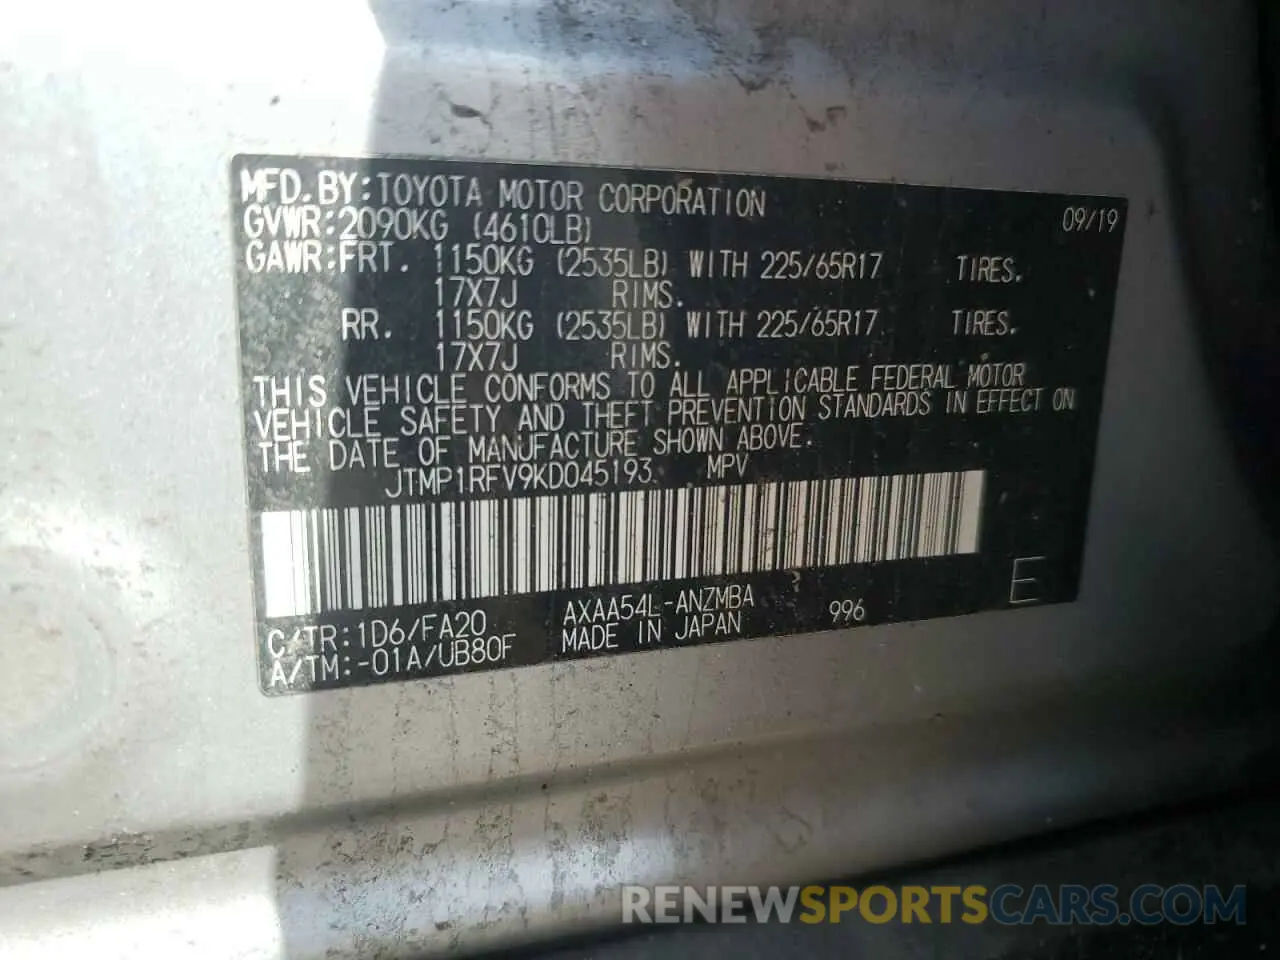 MFD.BY:TOYOTA MOTOR CORPORATION 09/19
GVWR:2090KG (4610LB)
GAWR:FRT. 1150KG (2535LB) WITH 225/65R17 TIRES.
17X7J RIMS.
RR. 1150KG (2535LB) WITH 225/65R17 TIRES.
17X7J RIMS.
THIS VEHICLE CONFORMS TO ALL APPLICABLE FEDERAL MOTOR
VEHICLE SAFETY AND THEFT PREVENTION STANDARDS IN EFFECT ON
THE DATE OF MANUFACTURE SHOWN ABOVE.
JTMP1RFV9KD045193 MPV
C/TR:1D6/FA20 AXAA54L-ANZMBA 996 E
A/TM:-01A/UB80F MADE IN JAPAN
RENEWSPORTSCARS.COM